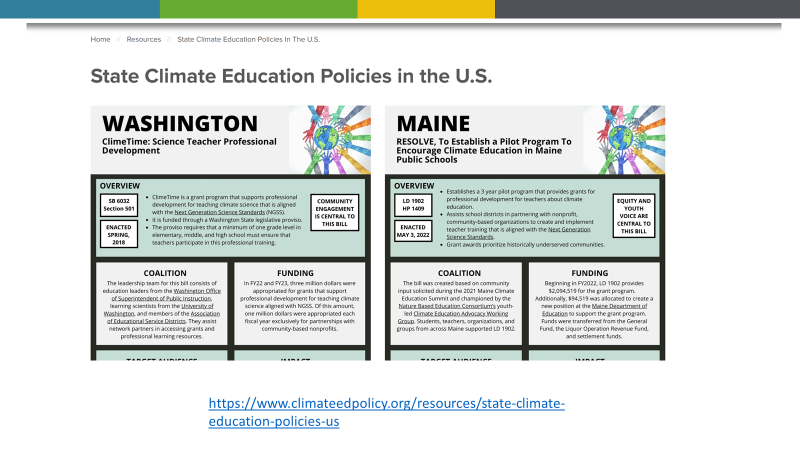 Home // Resources // State Climate Education Policies In The U.S.
State Climate Education Policies in the U.S.
WASHINGTON
ClimeTime: Science Teacher Professional
Development
OVERVIEW
SB 6032
Section 501
ENACTED
SPRING,
2018
• ClimeTime is a grant program that supports professional
development for teaching climate science that is aligned
with the Next Generation Science Standards (NGSS).
• It is funded through a Washington State legislative proviso.
• The proviso requires that a minimum of one grade level in
elementary, middle, and high school must ensure that
teachers participate in this professional training.
COMMUNITY
ENGAGEMENT
IS CENTRAL TO
THIS BILL
COALITION
The leadership team for this bill consists of
education leaders from the Washington Office
of Superintendent of Public Instruction,
learning scientists from the University of
Washington, and members of the Association
of Educational Service Districts. They assist
network partners in accessing grants and
professional learning resources.
FUNDING
In FY22 and FY23, three million dollars were
appropriated for grants that support
professional development for teaching climate
science aligned with NGSS. Of this amount,
one million dollars were appropriated each
fiscal year exclusively for partnerships with
community-based nonprofits.
TARGET AUDIENCE
IMPACT
MAINE
RESOLVE, To Establish a Pilot Program To
Encourage Climate Education in Maine
Public Schools
OVERVIEW
LD 1902
HP 1409
ENACTED
MAY 3, 2022
• Establishes a 3 year pilot program that provides grants for
professional development for teachers about climate
education.
• Assists school districts in partnering with nonprofit,
community-based organizations to create and implement
teacher training that is aligned with the Next Generation
Science Standards.
• Grant awards prioritize historically underserved communities.
EQUITY AND
YOUTH
VOICE ARE
CENTRAL TO
THIS BILL
COALITION
The bill was created based on community
input solicited during the 2021 Maine Climate
Education Summit and championed by the
Nature Based Education Consortium's youth-
led Climate Education Advocacy Working
Group. Students, teachers, organizations, and
groups from across Maine supported LD 1902.
FUNDING
Beginning in FY2022, LD 1902 provides
$2,094,519 for the grant program.
Additionally, $94,519 was allocated to create a
new position at the Maine Department of
Education to support the grant program.
Funds were transferred from the General
Fund, the Liquor Operation Revenue Fund,
and settlement funds.
TARGET AUDIENCE
IMPACT
https://www.climateedpolicy.org/resources/state-climate-
education-policies-us